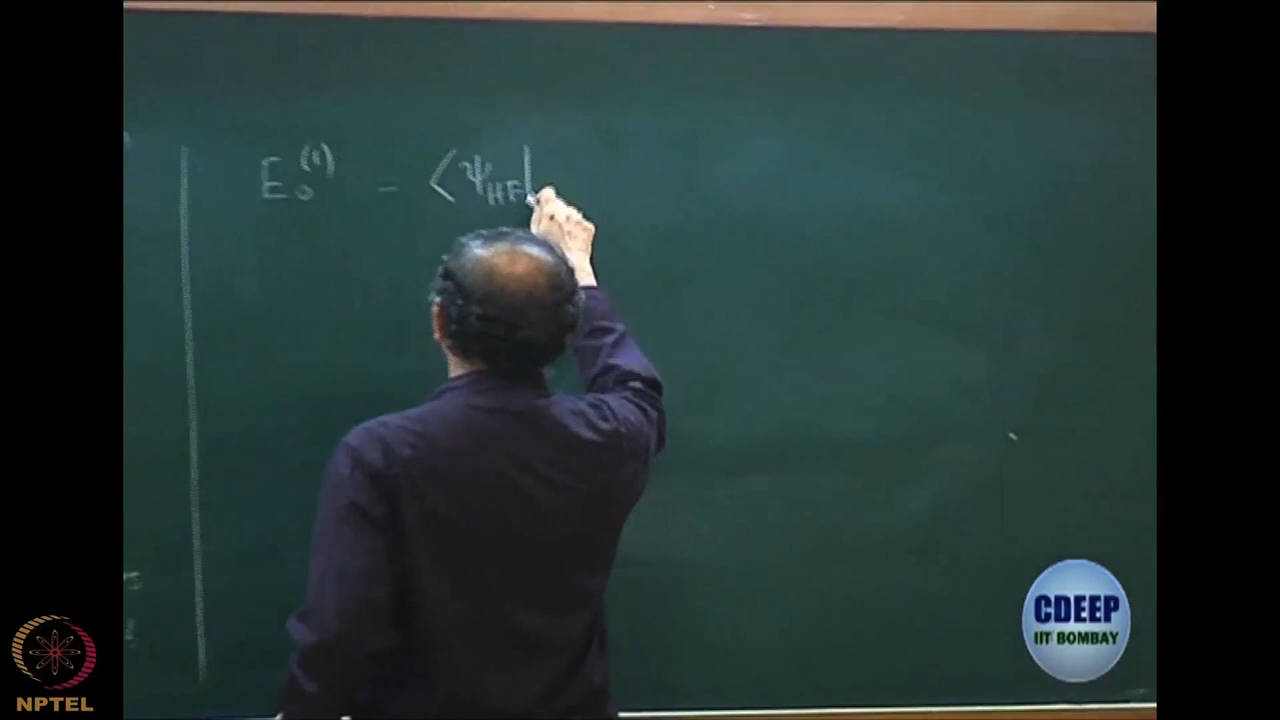 E₀⁽¹⁾ = ⟨ψ_HF|
CDEEP
IIT BOMBAY
NPTEL